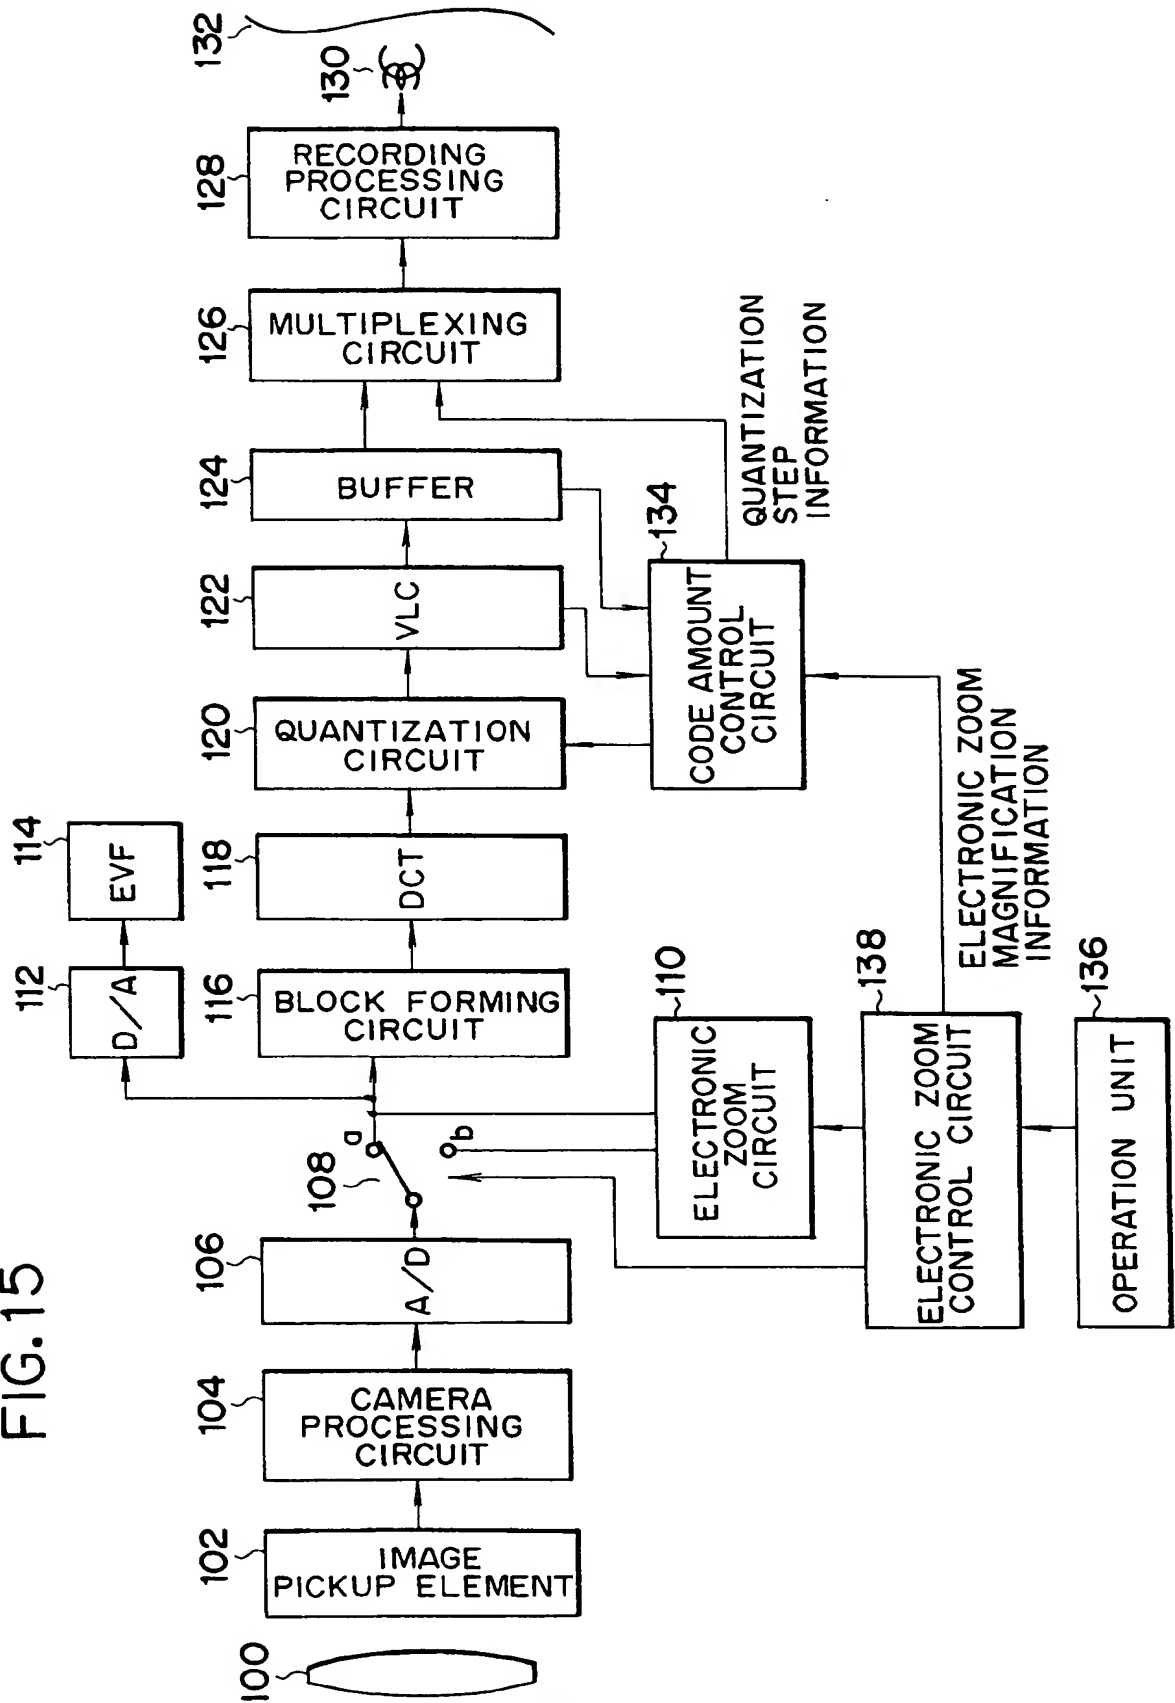 FIG. 15
132
130
128
RECORDING
PROCESSING
CIRCUIT
126
MULTIPLEXING
CIRCUIT
124
BUFFER
122
VLC
120
QUANTIZATION
CIRCUIT
118
DCT
116
BLOCK FORMING
CIRCUIT
114
EVF
112
D/A
108
a
b
106
A/D
104
CAMERA
PROCESSING
CIRCUIT
102
IMAGE
PICKUP ELEMENT
100
134
CODE AMOUNT
CONTROL
CIRCUIT
QUANTIZATION
STEP
INFORMATION
110
ELECTRONIC
ZOOM
CIRCUIT
138
ELECTRONIC ZOOM
CONTROL CIRCUIT
ELECTRONIC ZOOM
MAGNIFICATION
INFORMATION
136
OPERATION UNIT